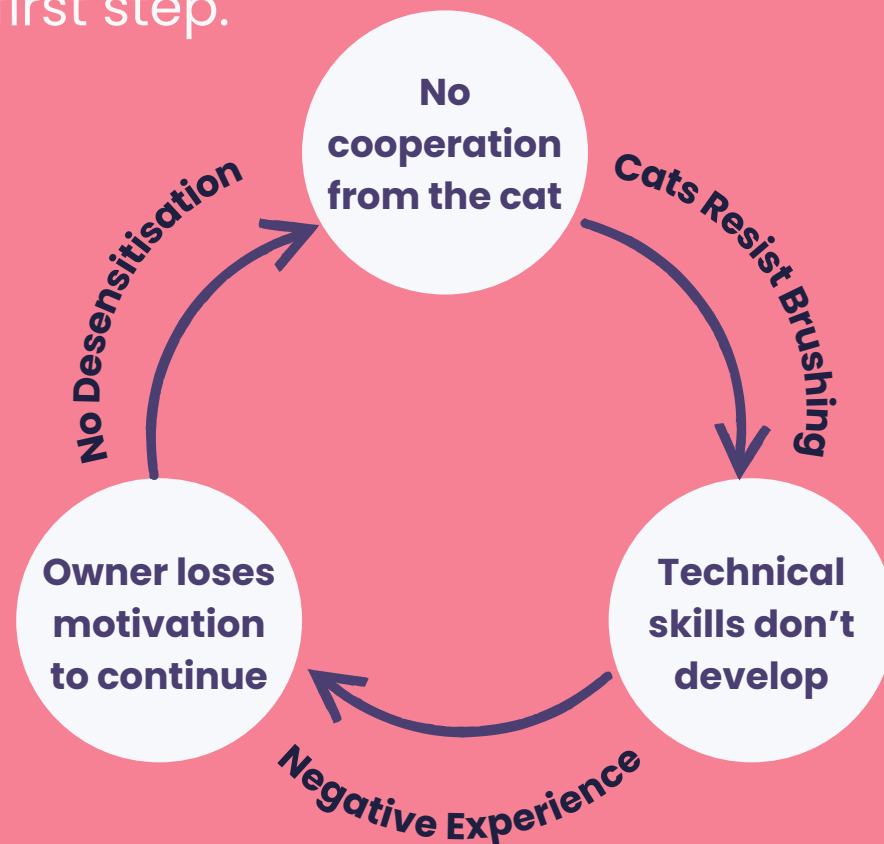 first step.
No
cooperation
from the cat
Cats Resist Brushing
Technical
skills don’t
develop
Negative Experience
Owner loses
motivation
to continue
No Desensitisation